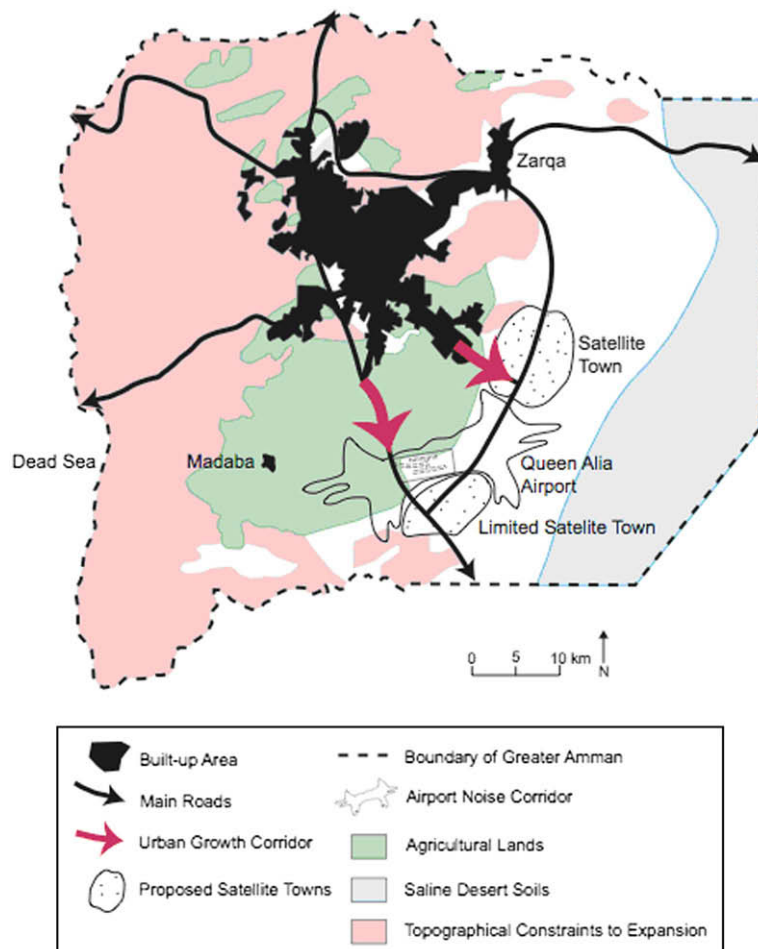 Zarqa
Satellite
Town
Dead Sea
Madaba
Queen Alia
Airport
Limited Satelite Town
0 5 10 km
N
Built-up Area
Main Roads
Urban Growth Corridor
Proposed Satellite Towns
Boundary of Greater Amman
Airport Noise Corridor
Agricultural Lands
Saline Desert Soils
Topographical Constraints to Expansion